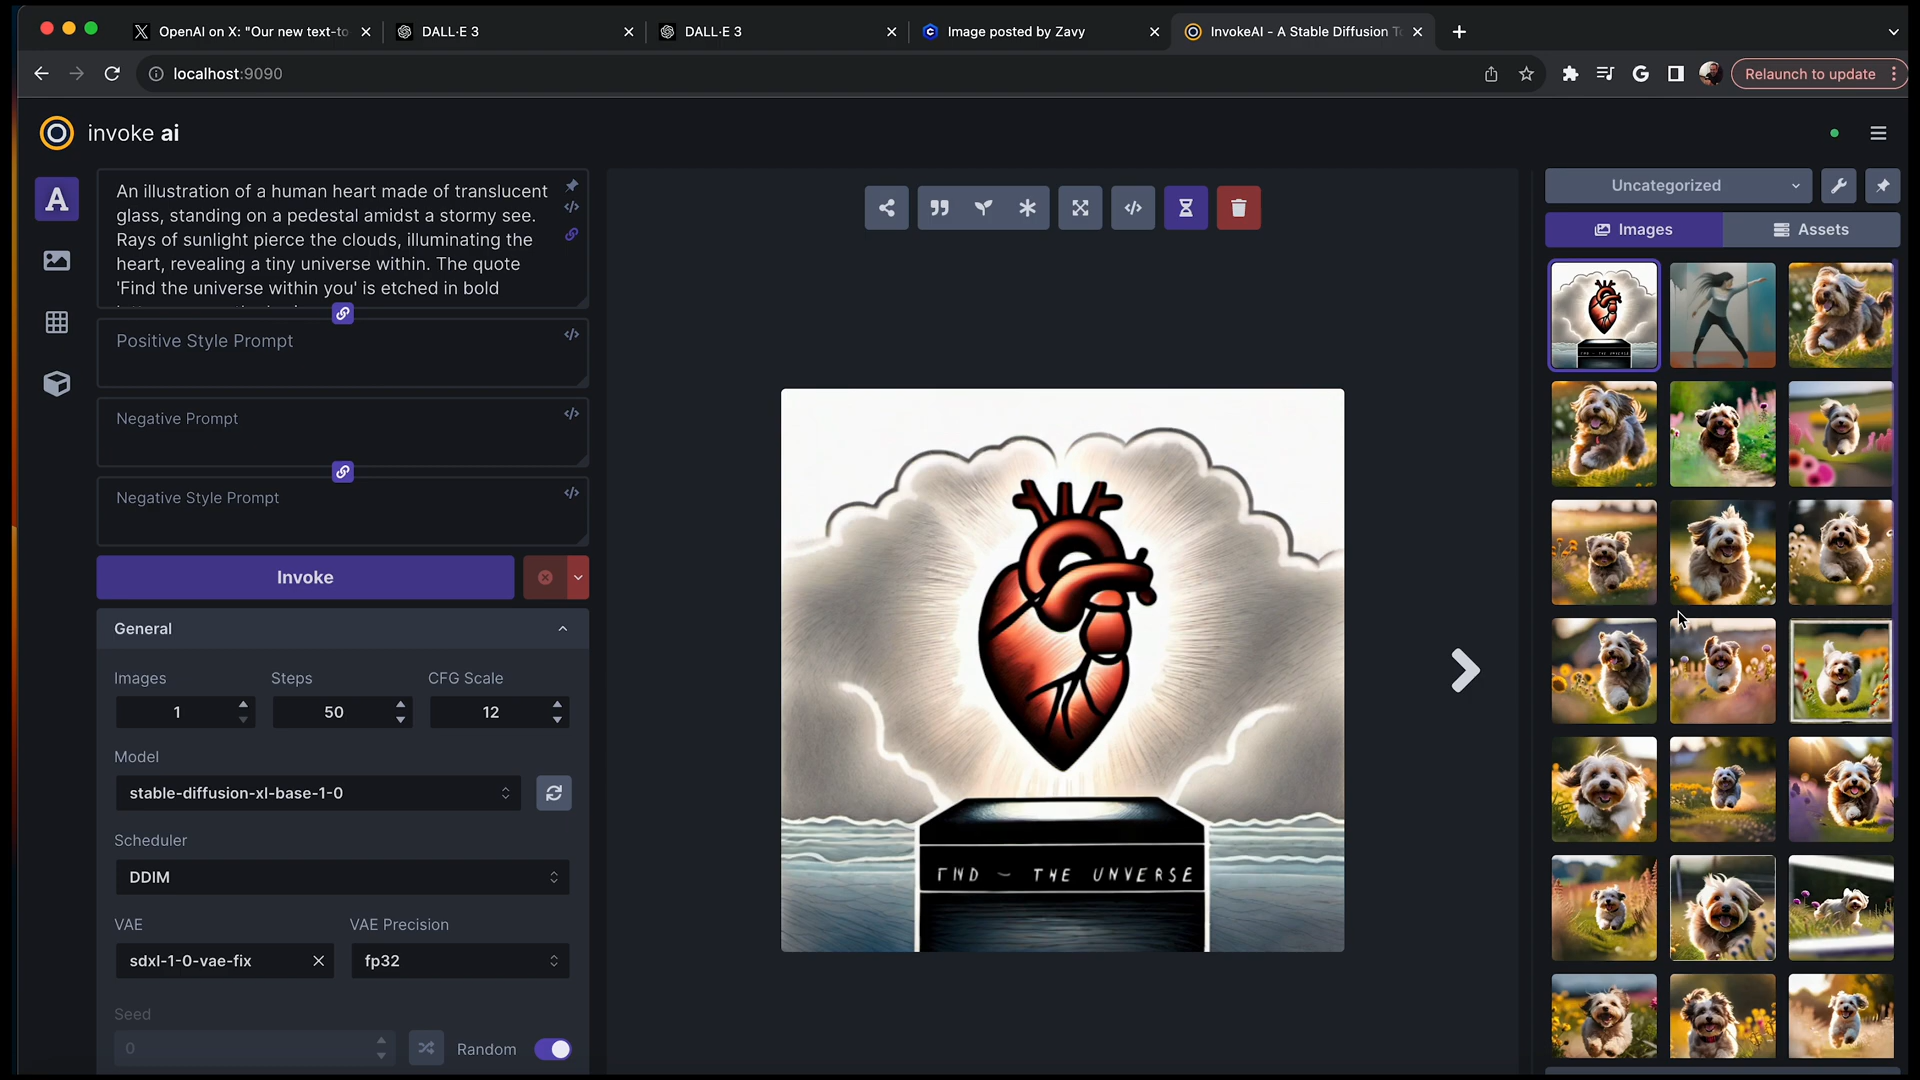 OpenAI on X: "Our new text-to
DALL·E 3
DALL·E 3
Image posted by Zavy
InvokeAI - A Stable Diffusion To
localhost:9090
Relaunch to update
invoke ai
An illustration of a human heart made of translucent
glass, standing on a pedestal amidst a stormy see.
Rays of sunlight pierce the clouds, illuminating the
heart, revealing a tiny universe within. The quote
'Find the universe within you' is etched in bold
Positive Style Prompt
Negative Prompt
Negative Style Prompt
Invoke
General
Images
Steps
CFG Scale
1
50
12
Model
stable-diffusion-xl-base-1-0
Scheduler
DDIM
VAE
VAE Precision
sdxl-1-0-vae-fix
fp32
Seed
0
Random
THE UNVERSE
Uncategorized
Images
Assets